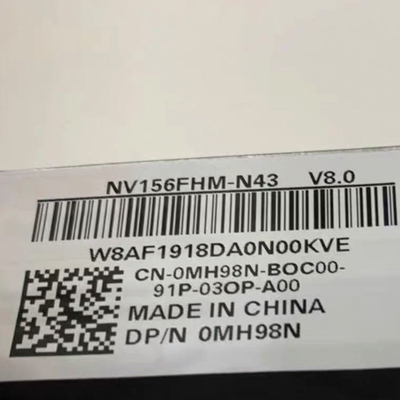 NV156FHM-N43 V8.0
W8AF1918DA0N00KVE
CN-0MH98N-BOC00-
91P-03OP-A00
MADE IN CHINA
DP/N 0MH98N